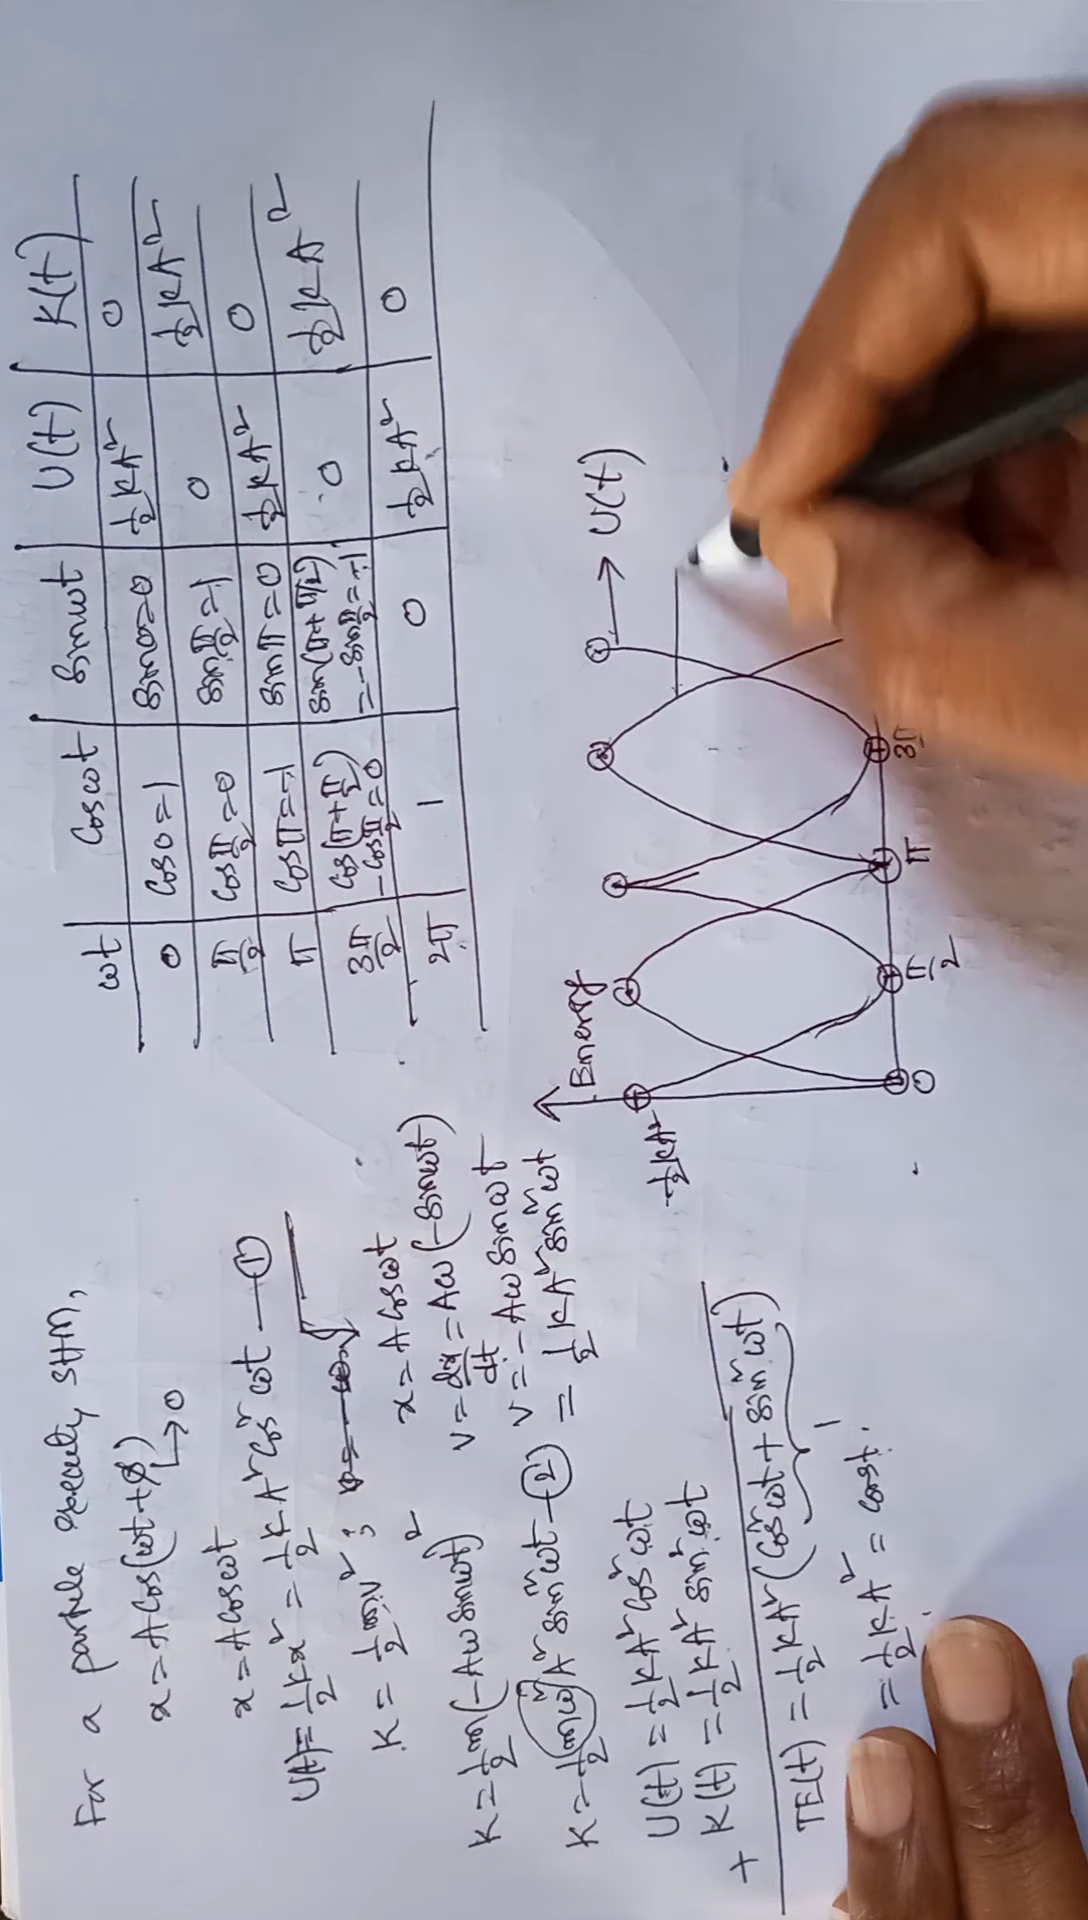 For a particle executing SHM,
x = A cos(ωt+φ)
↳ 0
x = A cos ωt
U(t) = ½kx² = ½kA² cos² ωt —①
K = ½mv² ;
x = A cos ωt
v = dx/dt = Aω(-sin ωt)
v = -Aω sin ωt
K = ½m(-Aω sin ωt)²
K = ½mω²A² sin² ωt —② = ½kA² sin² ωt
U(t) = ½kA² cos² ωt
+ K(t) = ½kA² sin² ωt
TE(t) = ½kA² (cos² ωt + sin² ωt)
1
= ½kA² = const.
ωt | cos ωt | sin ωt | U(t) | K(t)
0 | cos 0 = 1 | sin 0 = 0 | ½kA² | 0
π/2 | cos π/2 = 0 | sin π/2 = 1 | 0 | ½kA²
π | cos π = -1 | sin π = 0 | ½kA² | 0
3π/2 | cos(π + π/2) - cos π/2 = 0 | sin(π + π/2) = -sin π/2 = -1 | 0 | ½kA²
2π | 1 | 0 | ½kA² | 0
Energy
½kA²
→ U(t)
0 π/2 π 3π